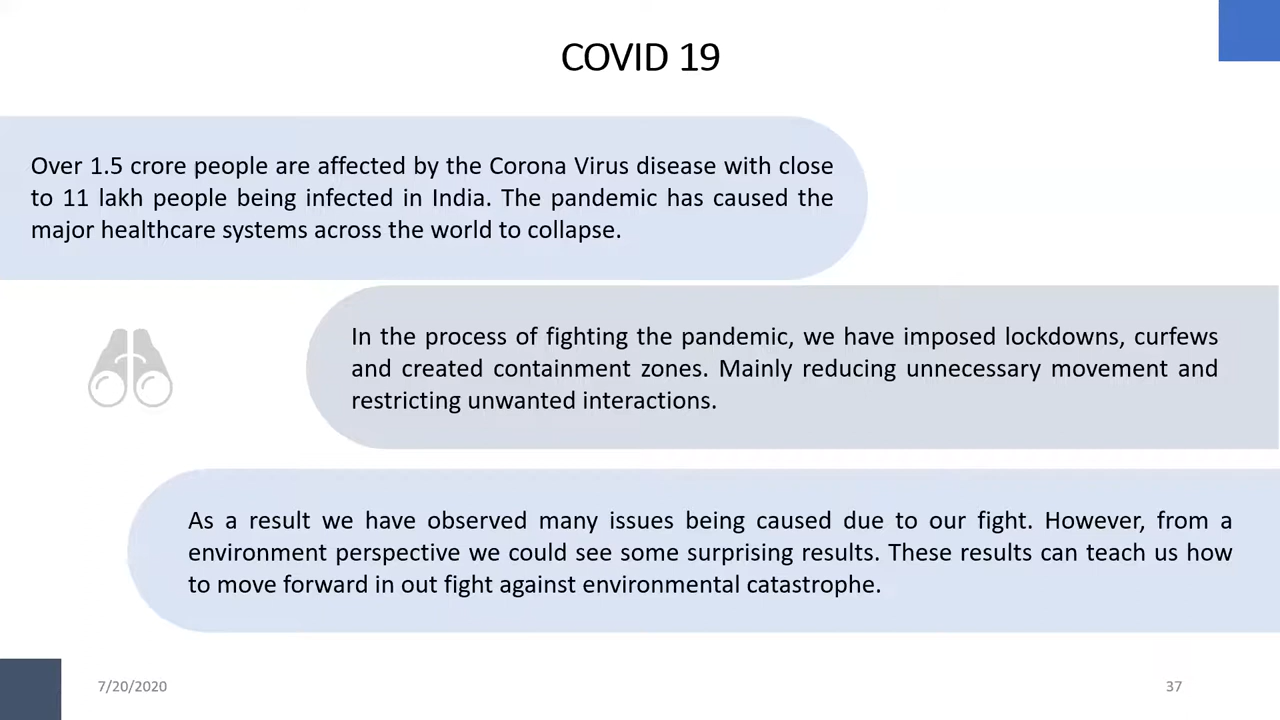 COVID 19
Over 1.5 crore people are affected by the Corona Virus disease with close
to 11 lakh people being infected in India. The pandemic has caused the
major healthcare systems across the world to collapse.
In the process of fighting the pandemic, we have imposed lockdowns, curfews
and created containment zones. Mainly reducing unnecessary movement and
restricting unwanted interactions.
As a result we have observed many issues being caused due to our fight. However, from a
environment perspective we could see some surprising results. These results can teach us how
to move forward in out fight against environmental catastrophe.
7/20/2020
37